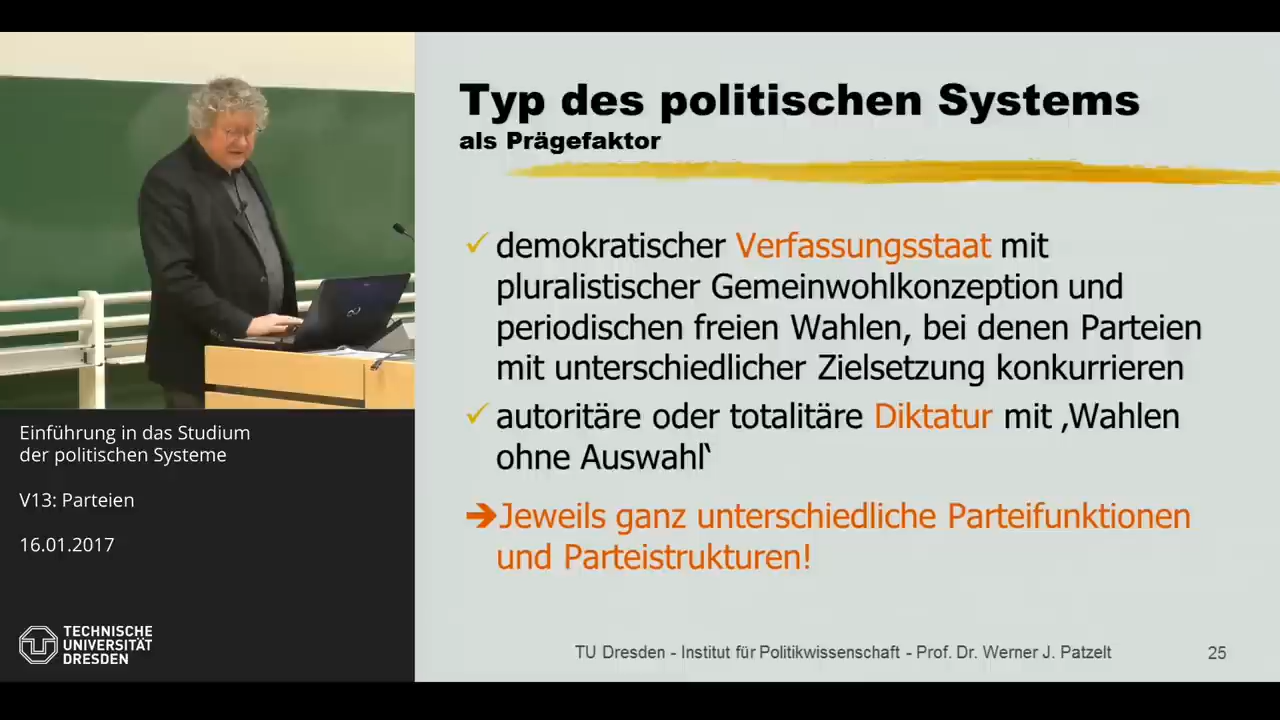 Typ des politischen Systems
als Prägefaktor
✓ demokratischer Verfassungsstaat mit
pluralistischer Gemeinwohlkonzeption und
periodischen freien Wahlen, bei denen Parteien
mit unterschiedlicher Zielsetzung konkurrieren
✓ autoritäre oder totalitäre Diktatur mit ‚Wahlen
ohne Auswahl‛
➔Jeweils ganz unterschiedliche Parteifunktionen
und Parteistrukturen!
TU Dresden - Institut für Politikwissenschaft - Prof. Dr. Werner J. Patzelt
25
Einführung in das Studium
der politischen Systeme
V13: Parteien
16.01.2017
TECHNISCHE
UNIVERSITÄT
DRESDEN